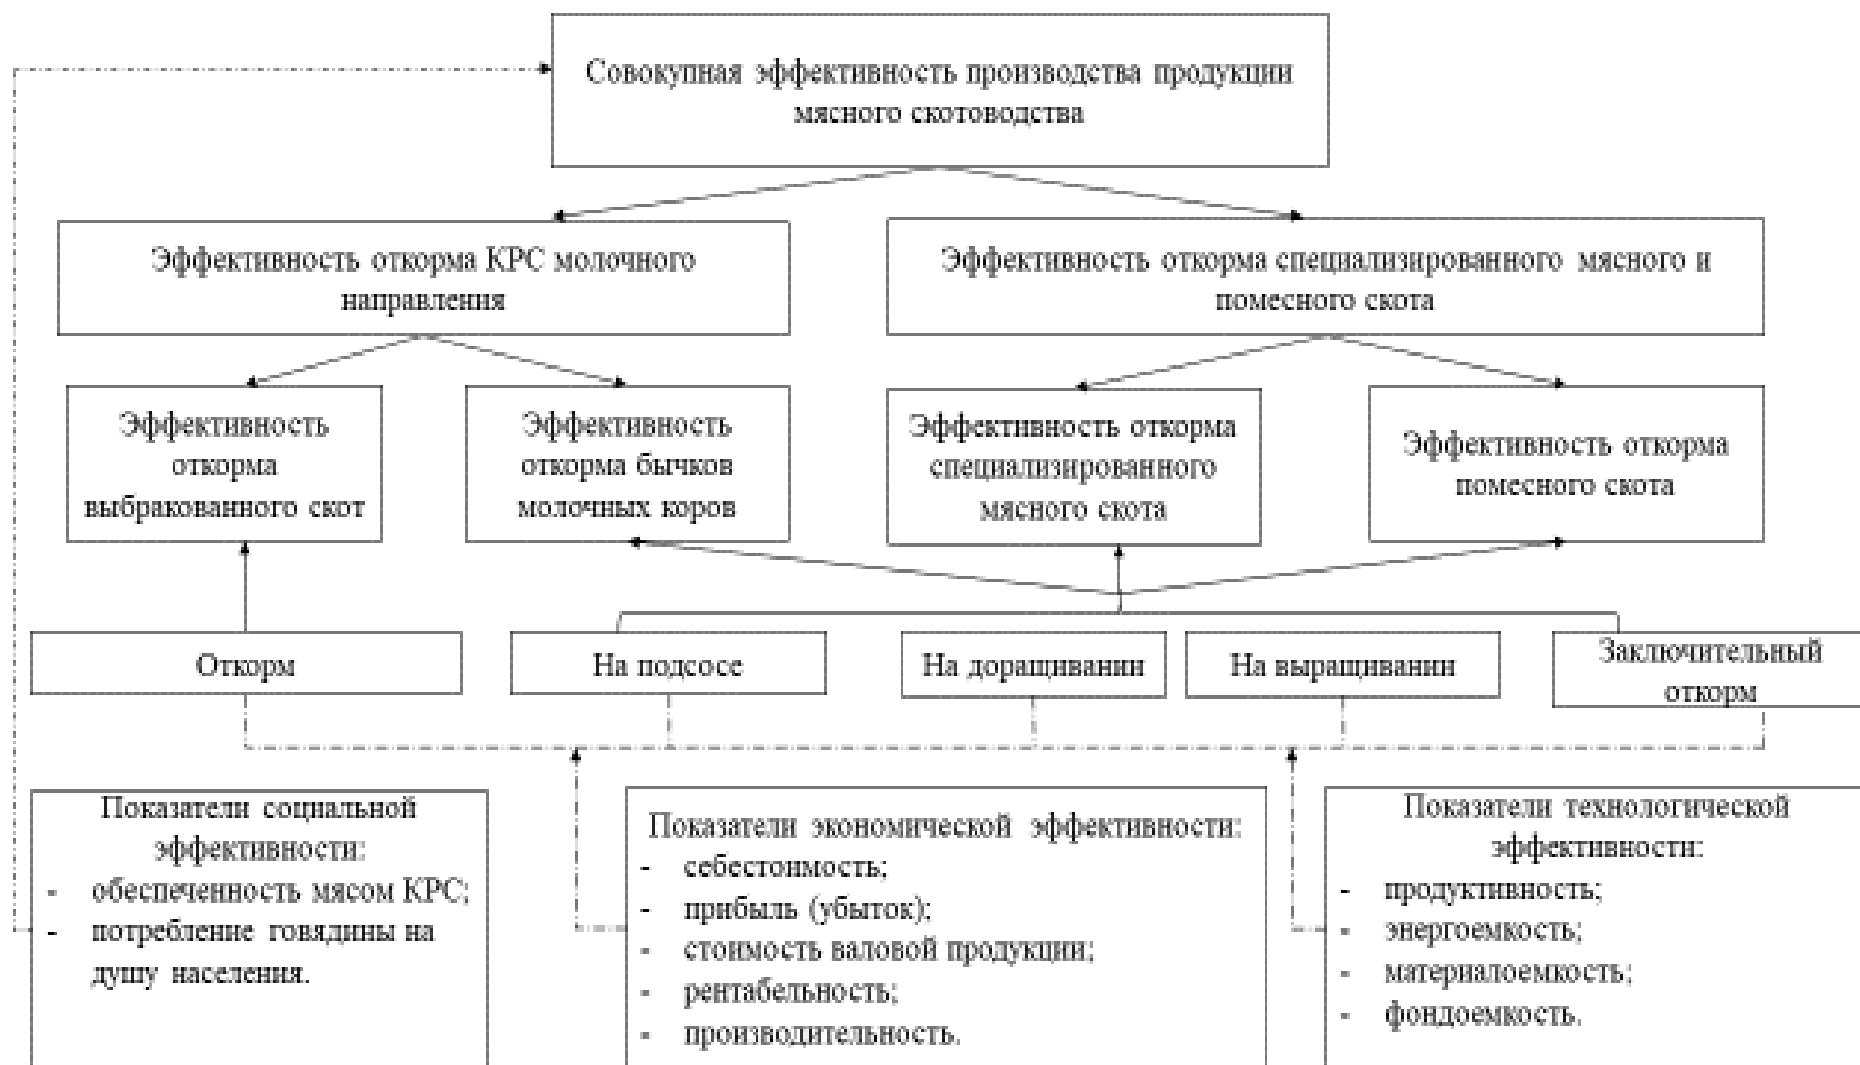 Совокупная эффективность производства продукции
мясного скотоводства
Эффективность откорма КРС молочного
направления
Эффективность откорма специализированного мясного и
помесного скота
Эффективность
откорма
выбракованного скот
Эффективность
откорма бычков
молочных коров
Эффективность откорма
специализированного
мясного скота
Эффективность откорма
помесного скота
Откорм
На подсосе
На доращивании
На выращивании
Заключительный
откорм
Показатели социальной
эффективности:
- обеспеченность мясом КРС;
- потребление говядины на
душу населения.
Показатели экономической эффективности:
- себестоимость;
- прибыль (убыток);
- стоимость валовой продукции;
- рентабельность;
- производительность.
Показатели технологической
эффективности:
- продуктивность;
- энергоемкость;
- материалоемкость;
- фондоемкость.